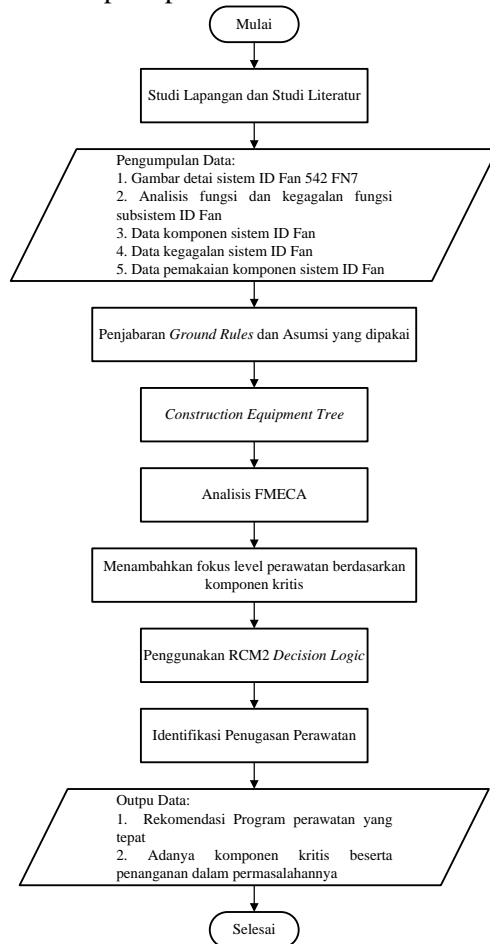 Mulai
Studi Lapangan dan Studi Literatur
Pengumpulan Data:
1. Gambar detai sistem ID Fan 542 FN7
2. Analisis fungsi dan kegagalan fungsi
subsistem ID Fan
3. Data komponen sistem ID Fan
4. Data kegagalan sistem ID Fan
5. Data pemakaian komponen sistem ID Fan
Penjabaran Ground Rules dan Asumsi yang dipakai
Construction Equipment Tree
Analisis FMECA
Menambahkan fokus level perawatan berdasarkan
komponen kritis
Penggunakan RCM2 Decision Logic
Identifikasi Penugasan Perawatan
Outpu Data:
1. Rekomendasi Program perawatan yang
tepat
2. Adanya komponen kritis beserta
penanganan dalam permasalahannya
Selesai